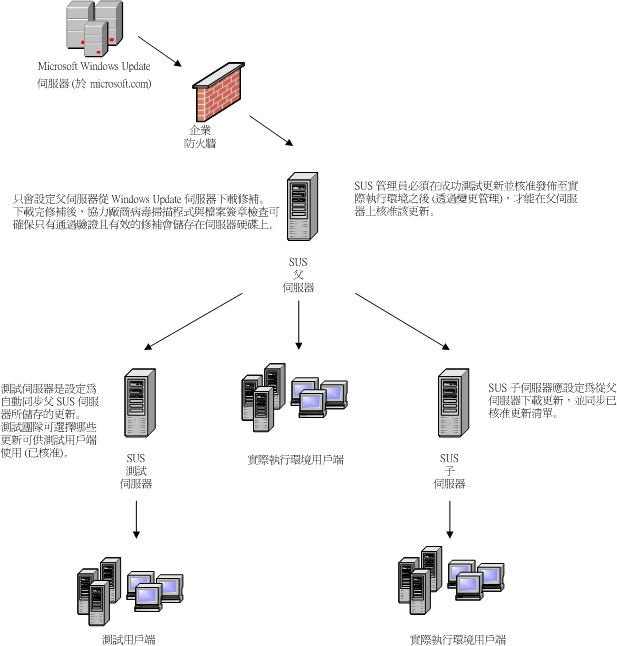 Microsoft Windows Update
伺服器 (於 microsoft.com)
企業
防火牆
只會設定父伺服器從 Windows Update 伺服器下載修補。
下載完修補後，協力廠商病毒掃描程式與檔案簽章檢查可
確保只有通過驗證且有效的修補會儲存在伺服器硬碟上。
SUS 管理員必須在成功測試更新並核准發佈至實
際執行環境之後 (透過變更管理)，才能在父伺服
器上核准該更新。
SUS
父
伺服器
測試伺服器是設定為
自動同步父 SUS 伺服
器所儲存的更新。
測試團隊可選擇哪些
更新可供測試用戶端
使用 (已核准)。
SUS
測試
伺服器
實際執行環境用戶端
SUS
子
伺服器
SUS 子伺服器應設定為從父
伺服器下載更新，並同步已
核准更新清單。
測試用戶端
實際執行環境用戶端